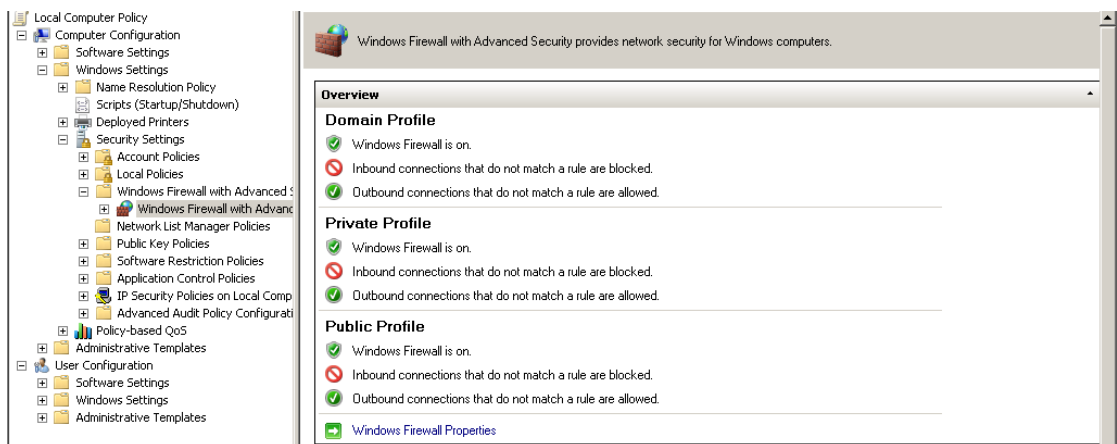 Local Computer Policy
Computer Configuration
Software Settings
Windows Settings
Name Resolution Policy
Scripts (Startup/Shutdown)
Deployed Printers
Security Settings
Account Policies
Local Policies
Windows Firewall with Advanced S
Windows Firewall with Advanc
Network List Manager Policies
Public Key Policies
Software Restriction Policies
Application Control Policies
IP Security Policies on Local Comp
Advanced Audit Policy Configurati
Policy-based QoS
Administrative Templates
User Configuration
Software Settings
Windows Settings
Administrative Templates
Windows Firewall with Advanced Security provides network security for Windows computers.
Overview
Domain Profile
Windows Firewall is on.
Inbound connections that do not match a rule are blocked.
Outbound connections that do not match a rule are allowed.
Private Profile
Windows Firewall is on.
Inbound connections that do not match a rule are blocked.
Outbound connections that do not match a rule are allowed.
Public Profile
Windows Firewall is on.
Inbound connections that do not match a rule are blocked.
Outbound connections that do not match a rule are allowed.
Windows Firewall Properties